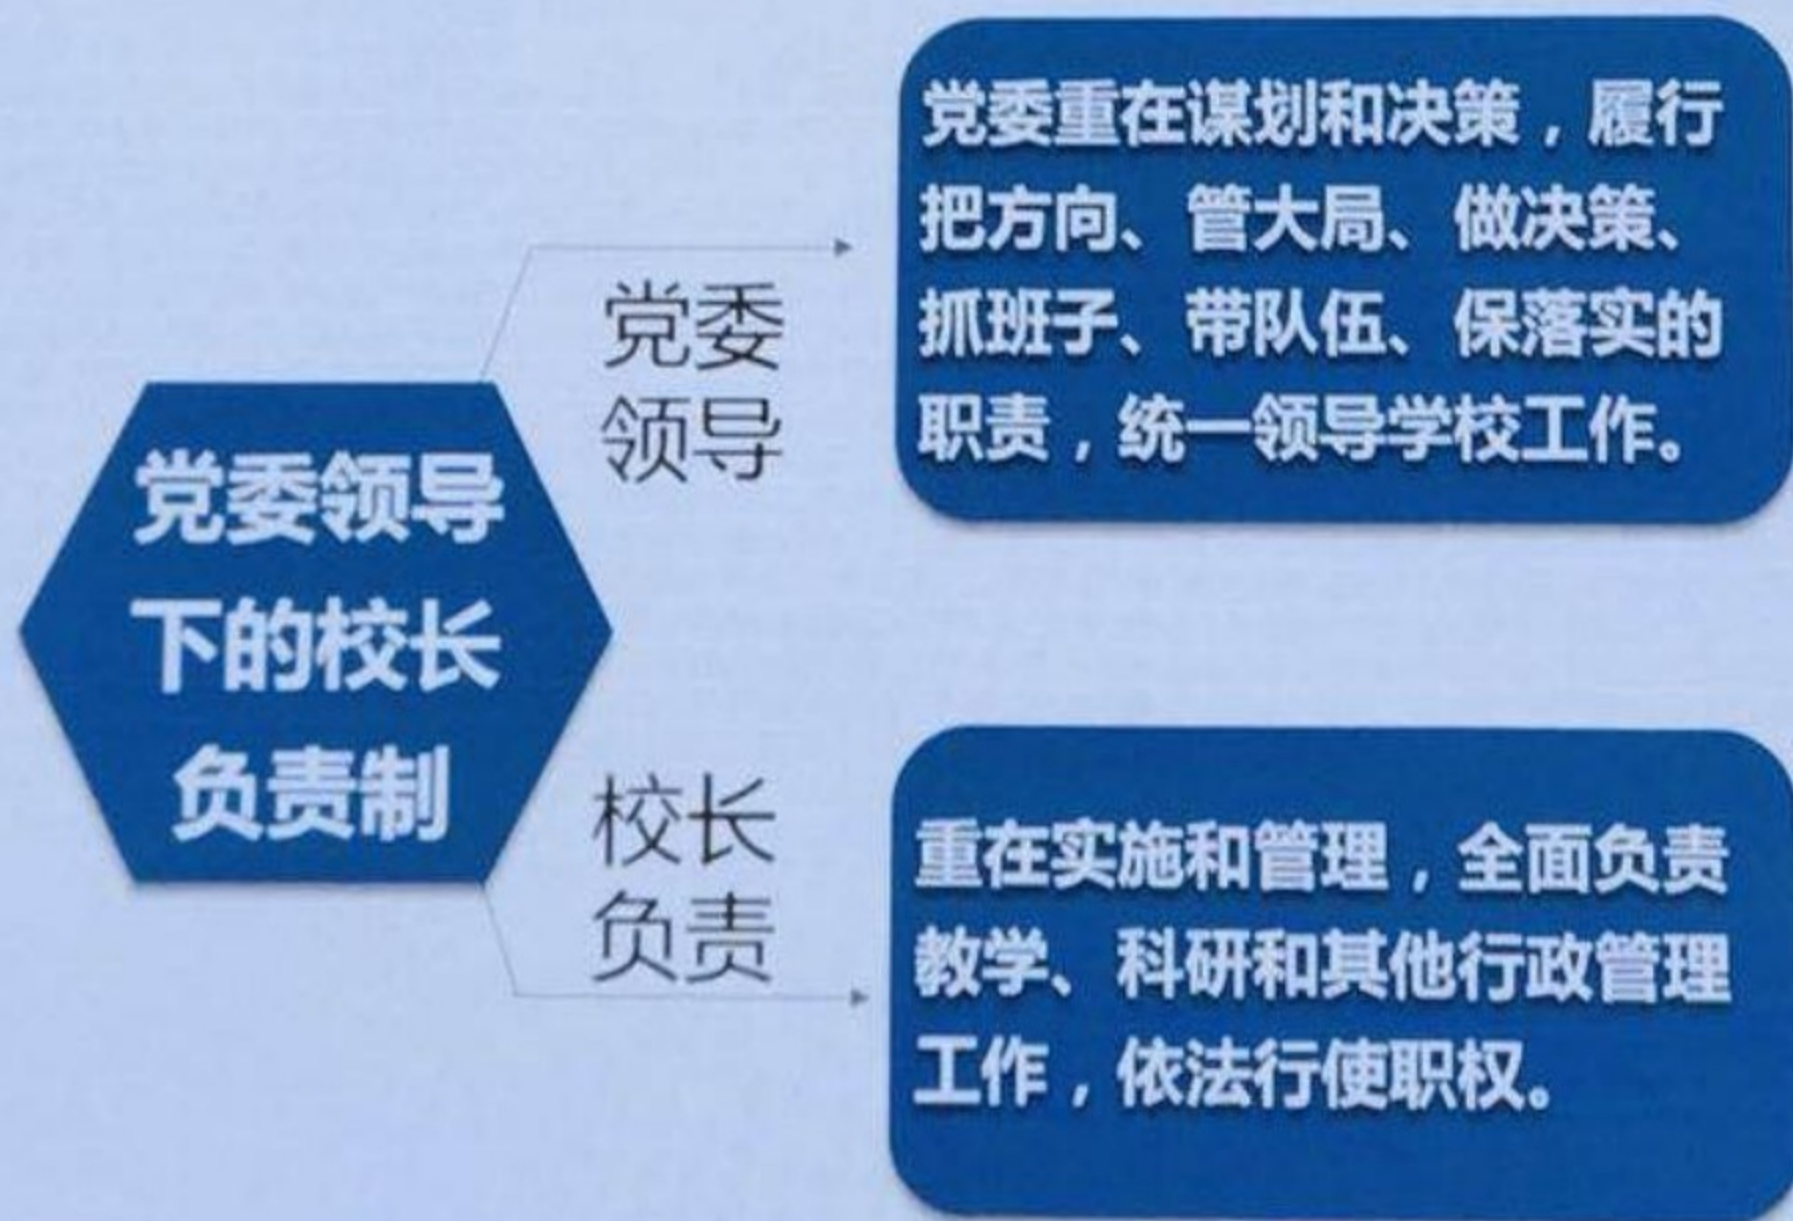 党委领导
下的校长
负责制
党委
领导
党委重在谋划和决策，履行
把方向、管大局、做决策、
抓班子、带队伍、保落实的
职责，统一领导学校工作。
校长
负责
重在实施和管理，全面负责
教学、科研和其他行政管理
工作，依法行使职权。